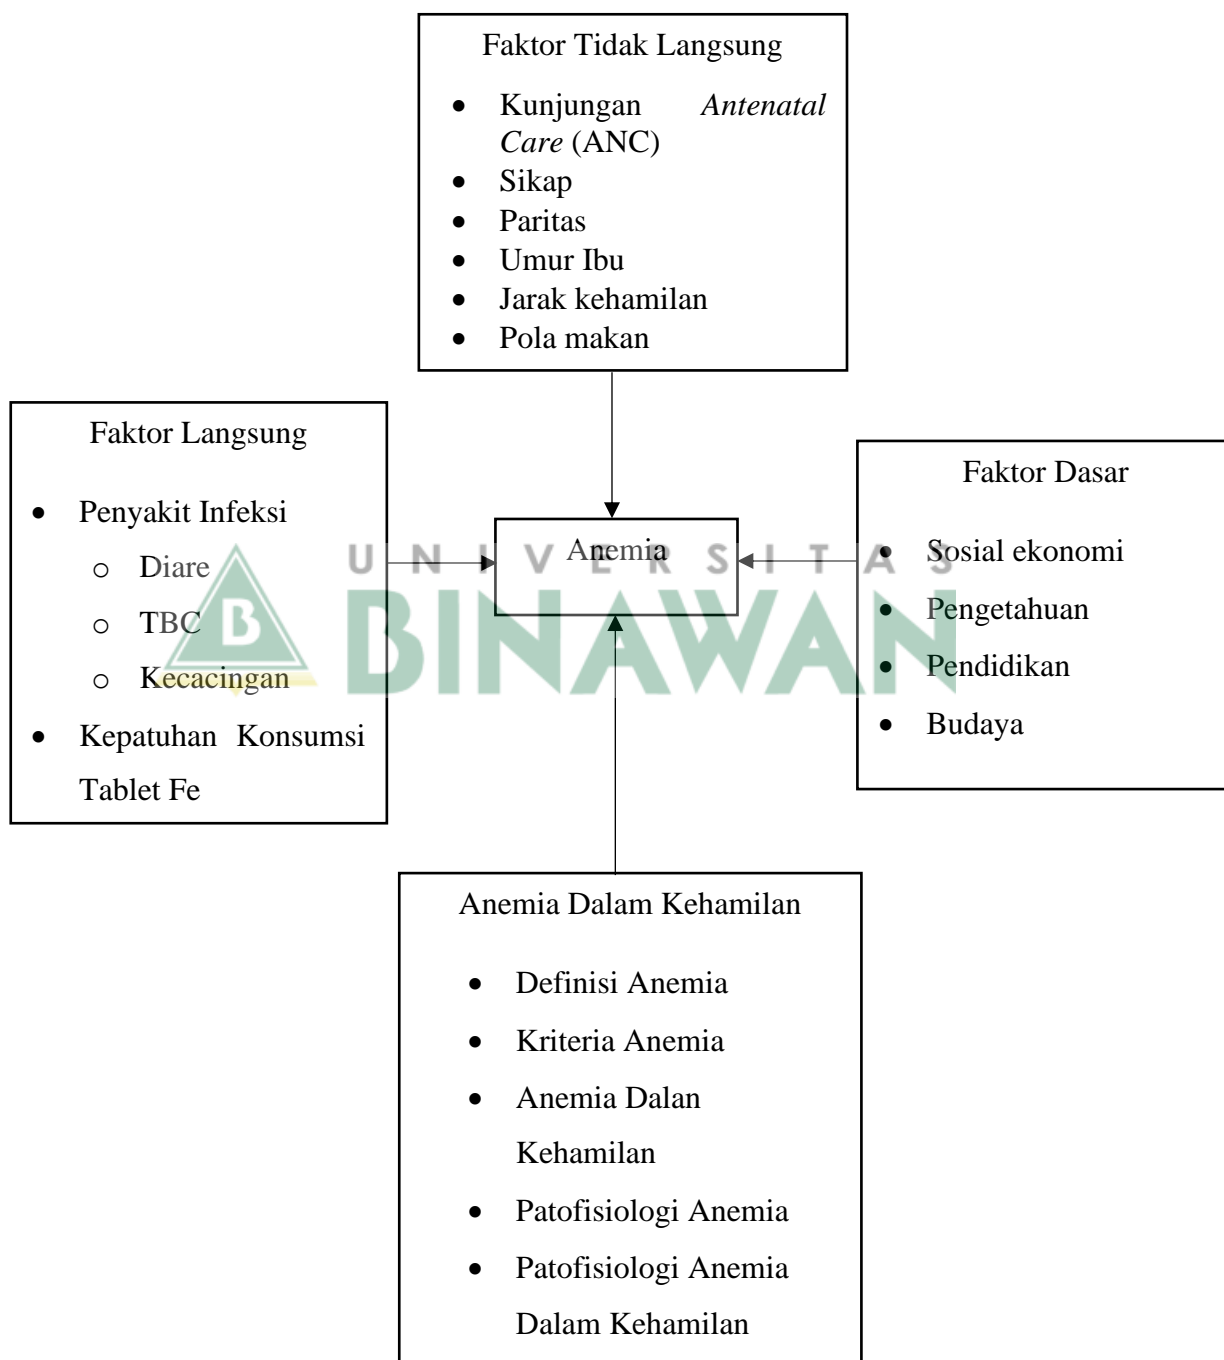 Faktor Tidak Langsung
• Kunjungan Antenatal
Care (ANC)
• Sikap
• Paritas
• Umur Ibu
• Jarak kehamilan
• Pola makan
Faktor Langsung
• Penyakit Infeksi
o Diare
o TBC
o Kecacingan
• Kepatuhan Konsumsi
Tablet Fe
Anemia
Faktor Dasar
• Sosial ekonomi
• Pengetahuan
• Pendidikan
• Budaya
B
UNIVERSITAS
BINAWAN
Anemia Dalam Kehamilan
• Definisi Anemia
• Kriteria Anemia
• Anemia Dalan
Kehamilan
• Patofisiologi Anemia
• Patofisiologi Anemia
Dalam Kehamilan